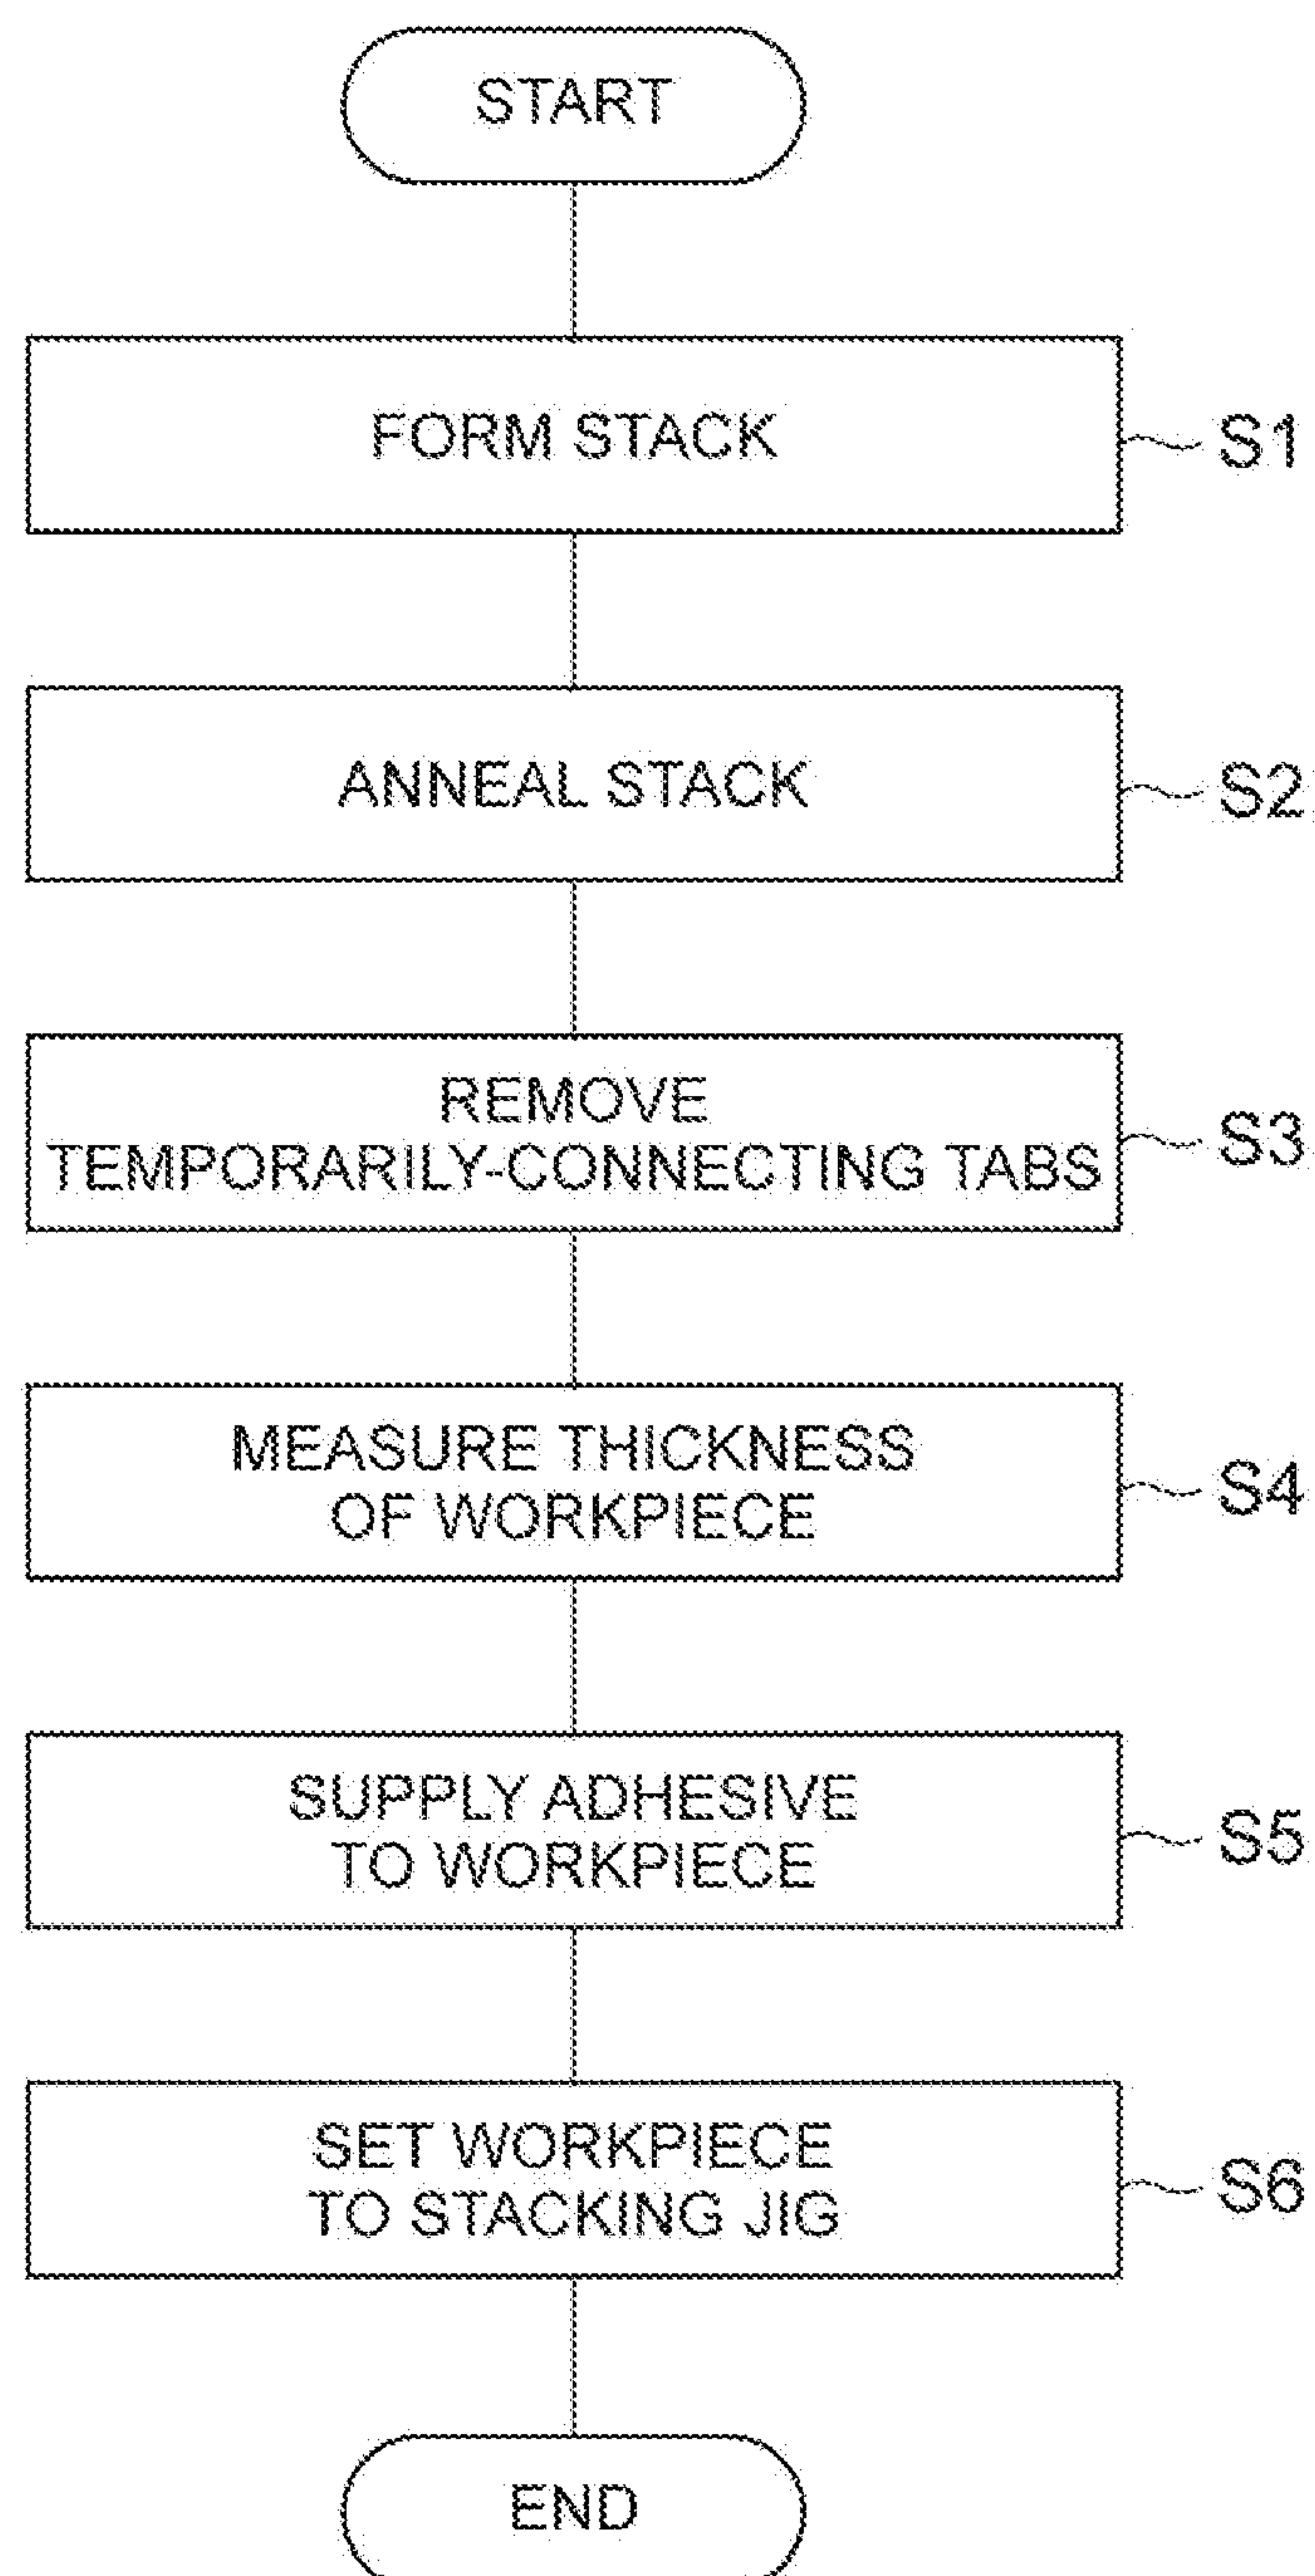 START
FORM STACK
S1
ANNEAL STACK
S2
REMOVE
TEMPORARILY-CONNECTING TABS
S3
MEASURE THICKNESS
OF WORKPIECE
S4
SUPPLY ADHESIVE
TO WORKPIECE
S5
SET WORKPIECE
TO STACKING JIG
S6
END